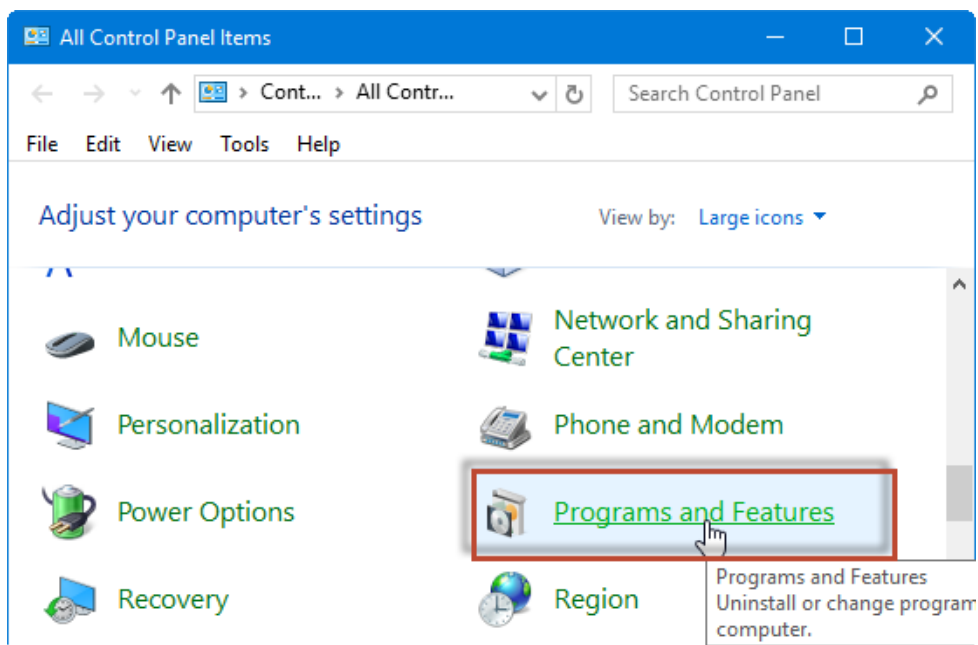 All Control Panel Items
Cont... All Contr...
Search Control Panel
File Edit View Tools Help
Adjust your computer's settings
View by: Large icons
Mouse
Network and Sharing
Center
Personalization
Phone and Modem
Power Options
Programs and Features
Recovery
Region
Programs and Features
Uninstall or change program
computer.